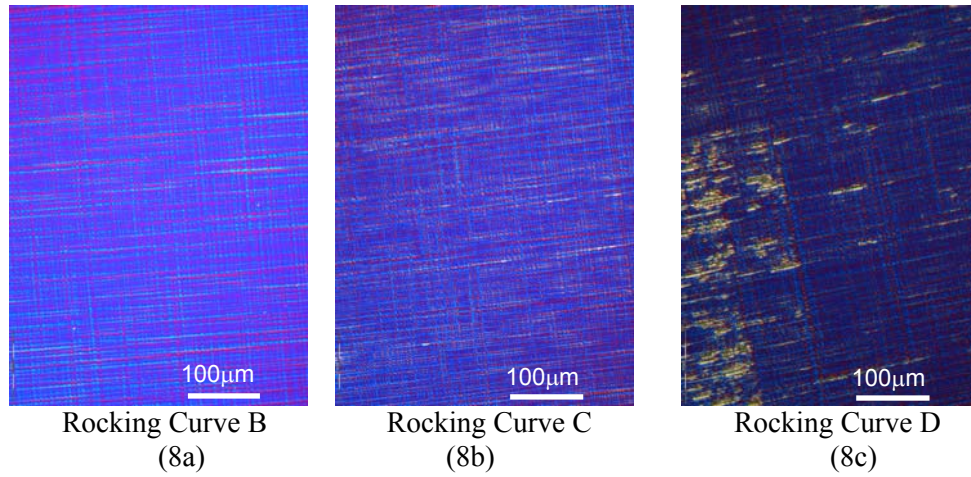 100μm
100μm
100μm
Rocking Curve B
Rocking Curve C
Rocking Curve D
(8a)
(8b)
(8c)